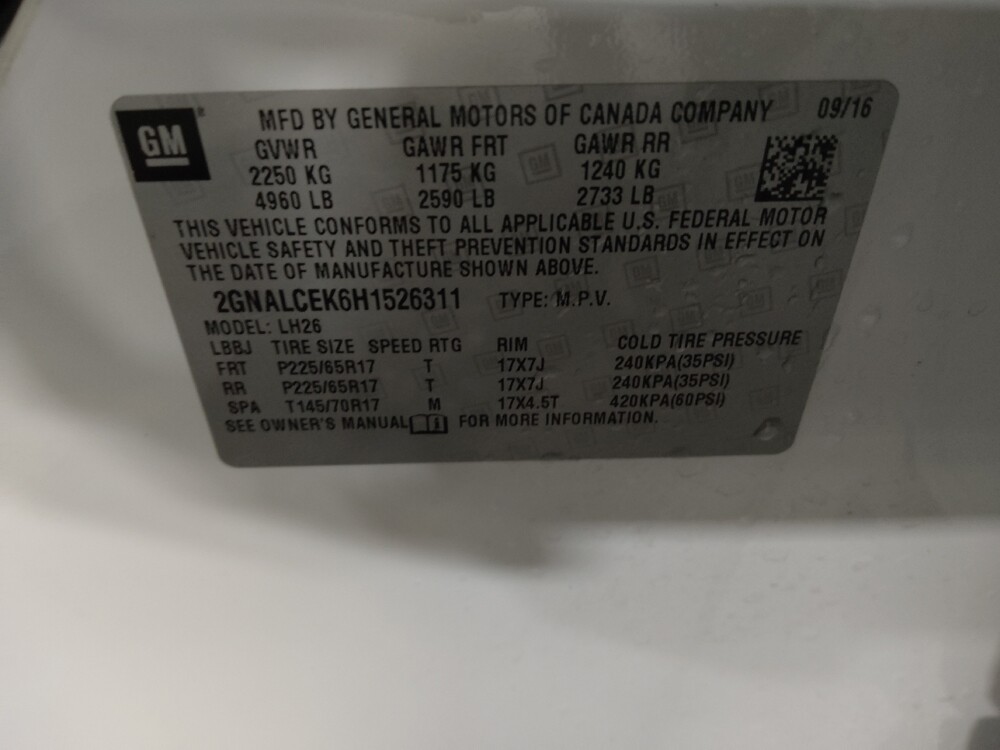 GM® MFD BY GENERAL MOTORS OF CANADA COMPANY 09/16
GVWR GAWR FRT GAWR RR
2250 KG 1175 KG 1240 KG
4960 LB 2590 LB 2733 LB
THIS VEHICLE CONFORMS TO ALL APPLICABLE U.S. FEDERAL MOTOR
VEHICLE SAFETY AND THEFT PREVENTION STANDARDS IN EFFECT ON
THE DATE OF MANUFACTURE SHOWN ABOVE.
2GNALCEK6H1526311 TYPE: M.P.V.
MODEL: LH26
LBBJ TIRE SIZE SPEED RTG RIM COLD TIRE PRESSURE
FRT P225/65R17 T 17X7J 240KPA(35PSI)
RR P225/65R17 T 17X7J 240KPA(35PSI)
SPA T145/70R17 M 17X4.5T 420KPA(60PSI)
SEE OWNER'S MANUAL FOR MORE INFORMATION.